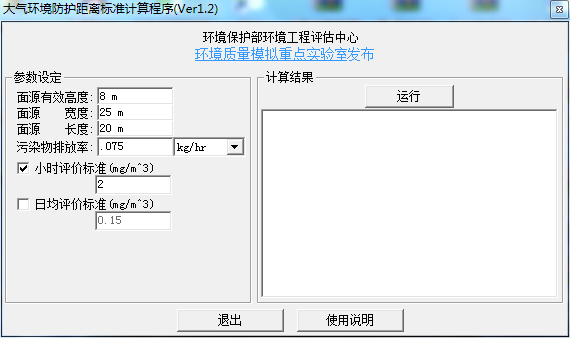 大气环境防护距离标准计算程序(Ver1.2)
环境保护部环境工程评估中心
环境质量模拟重点实验室发布
参数设定
面源有效高度: 8 m
面源 宽度: 25 m
面源 长度: 20 m
污染物排放率: .075 kg/hr
小时评价标准(mg/m^3)
2
日均评价标准(mg/m^3)
0.15
计算结果
运行
退出 使用说明